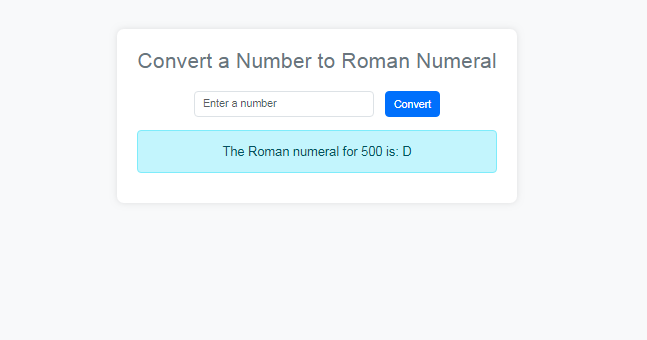 Convert a Number to Roman Numeral
Enter a number
Convert
The Roman numeral for 500 is: D